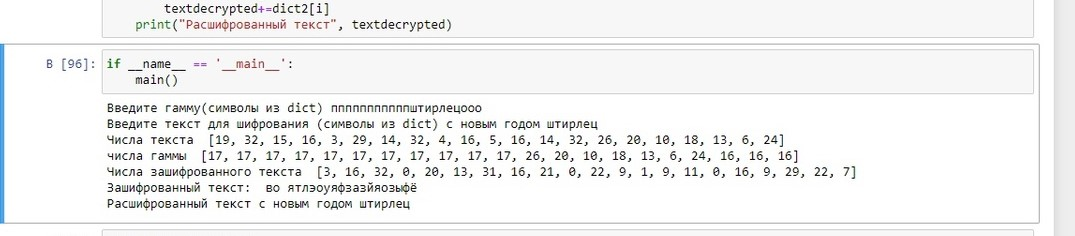 textdecrypted+=dict2[i]
print("Расшифрованный текст", textdecrypted)
В [96]: if __name__ == '__main__':
main()
Введите гамму(символы из dict) пппппппппппштирлецооо
Введите текст для шифрования (символы из dict) с новым годом штирлец
Числа текста [19, 32, 15, 16, 3, 29, 14, 32, 4, 16, 5, 16, 14, 32, 26, 20, 10, 18, 13, 6, 24]
числа гаммы [17, 17, 17, 17, 17, 17, 17, 17, 17, 17, 17, 26, 20, 10, 18, 13, 6, 24, 16, 16, 16]
Числа зашифрованного текста [3, 16, 32, 0, 20, 13, 31, 16, 21, 0, 22, 9, 1, 9, 11, 0, 16, 9, 29, 22, 7]
Зашифрованный текст: во ятлэоуяфзазйяозыфё
Расшифрованный текст с новым годом штирлец